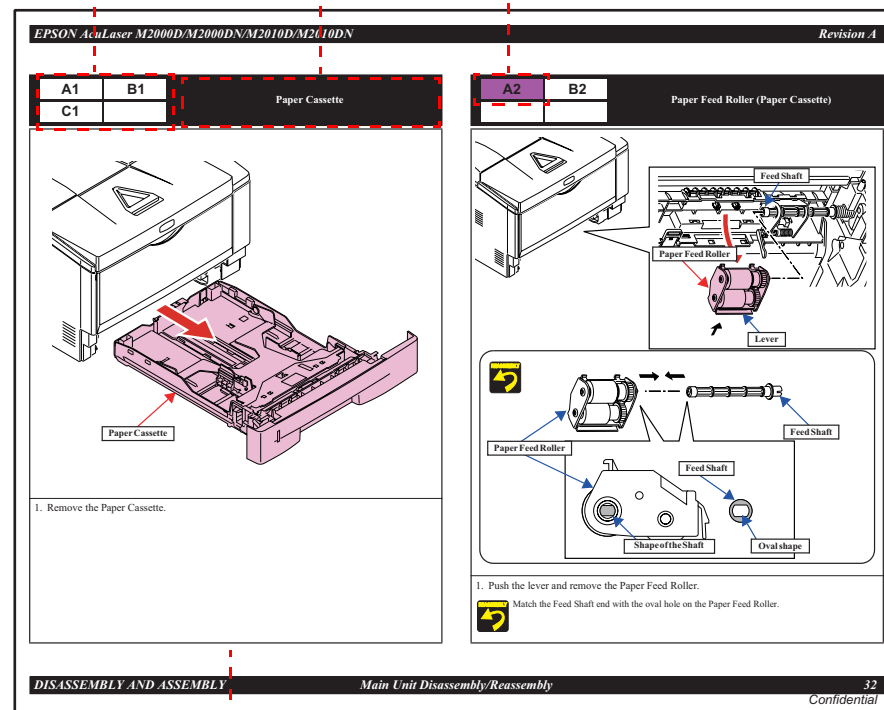 EPSON AcuLaser M2000D/M2000DN/M2010D/M2010DN Revision A
A1 B1
C1
Paper Cassette
Paper Cassette
1. Remove the Paper Cassette.
A2 B2
Paper Feed Roller (Paper Cassette)
Feed Shaft
Paper Feed Roller
Lever
REASSEMBLY
Feed Shaft
Paper Feed Roller
Feed Shaft
Shape of the Shaft
Oval shape
1. Push the lever and remove the Paper Feed Roller.
REASSEMBLY
Match the Feed Shaft end with the oval hole on the Paper Feed Roller.
DISASSEMBLY AND ASSEMBLY Main Unit Disassembly/Reassembly 32
Confidential